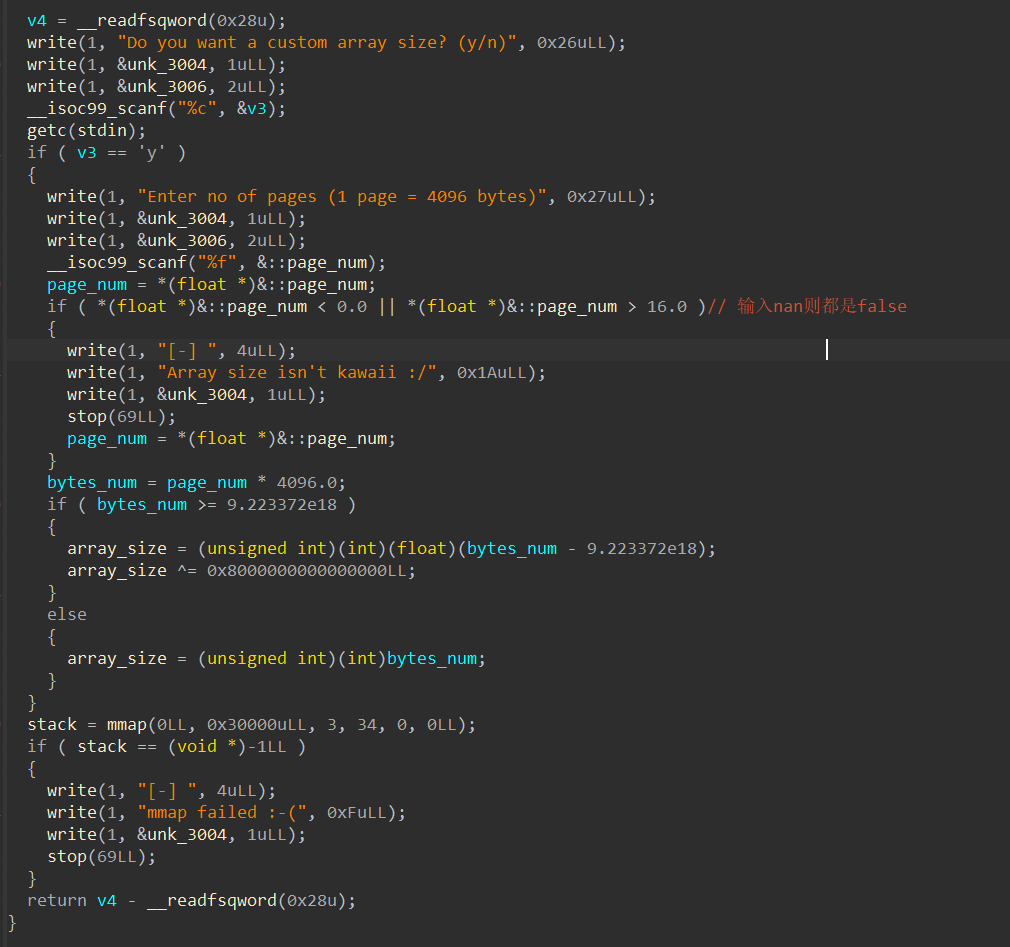 v4 = __readfsqword(0x28u);
write(1, "Do you want a custom array size? (y/n)", 0x26uLL);
write(1, &unk_3004, 1uLL);
write(1, &unk_3006, 2uLL);
__isoc99_scanf("%c", &v3);
getc(stdin);
if ( v3 == 'y' )
{
write(1, "Enter no of pages (1 page = 4096 bytes)", 0x27uLL);
write(1, &unk_3004, 1uLL);
write(1, &unk_3006, 2uLL);
__isoc99_scanf("%f", &::page_num);
page_num = *(float *)&::page_num;
if ( *(float *)&::page_num < 0.0 || *(float *)&::page_num > 16.0 )// 输入nan则都是false
{
write(1, "[-] ", 4uLL);
write(1, "Array size isn't kawaii :/", 0x1AuLL);
write(1, &unk_3004, 1uLL);
stop(69LL);
page_num = *(float *)&::page_num;
}
bytes_num = page_num * 4096.0;
if ( bytes_num >= 9.223372e18 )
{
array_size = (unsigned int)(int)(float)(bytes_num - 9.223372e18);
array_size ^= 0x8000000000000000LL;
}
else
{
array_size = (unsigned int)(int)bytes_num;
}
}
stack = mmap(0LL, 0x30000uLL, 3, 34, 0, 0LL);
if ( stack == (void *)-1LL )
{
write(1, "[-] ", 4uLL);
write(1, "mmap failed :-(", 0xFuLL);
write(1, &unk_3004, 1uLL);
stop(69LL);
}
return v4 - __readfsqword(0x28u);
}